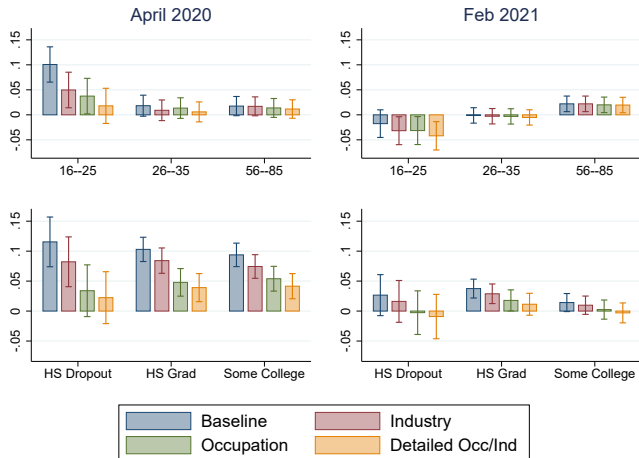 April 2020
Feb 2021
.15
.1
.05
0
-.05
16--25
26--35
56--85
.15
.1
.05
0
-.05
16--25
26--35
56--85
.15
.1
.05
0
-.05
HS Dropout
HS Grad
Some College
.15
.1
.05
0
-.05
HS Dropout
HS Grad
Some College
Baseline
Industry
Occupation
Detailed Occ/Ind